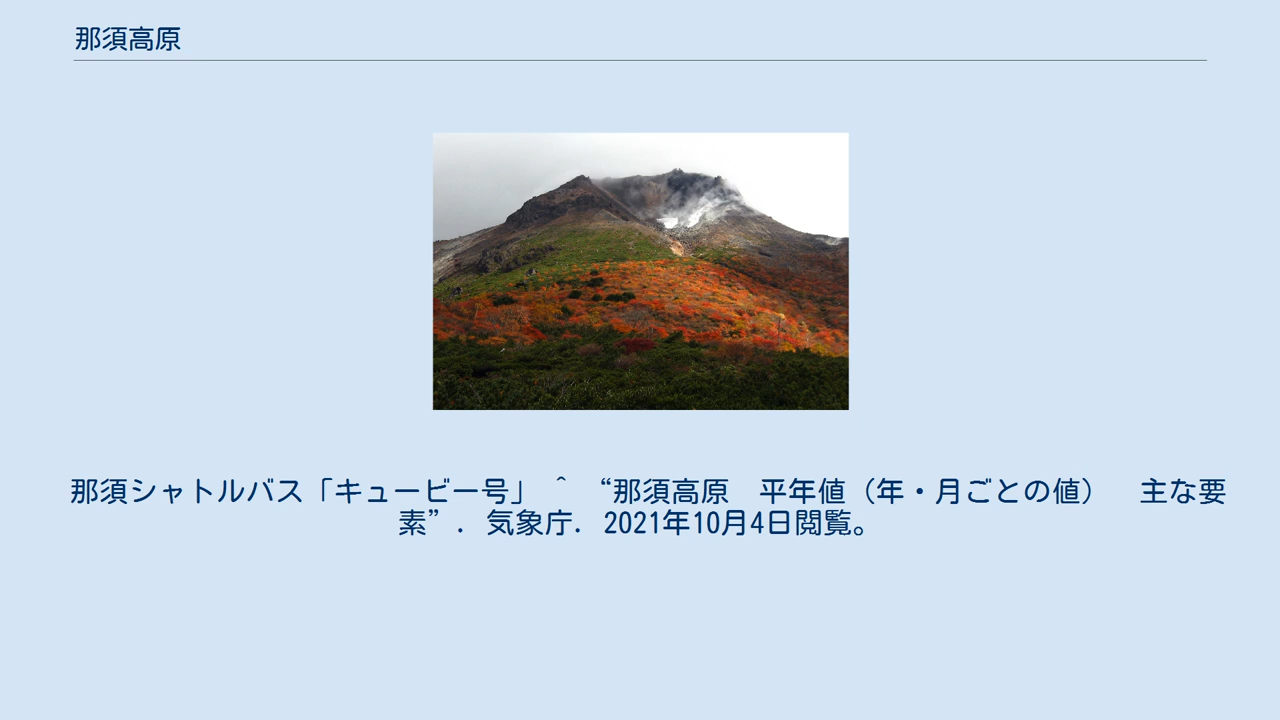 那須高原
那須シャトルバス「キュービー号」 ^ “那須高原　平年値（年・月ごとの値）　主な要
素”. 気象庁. 2021年10月4日閲覧。